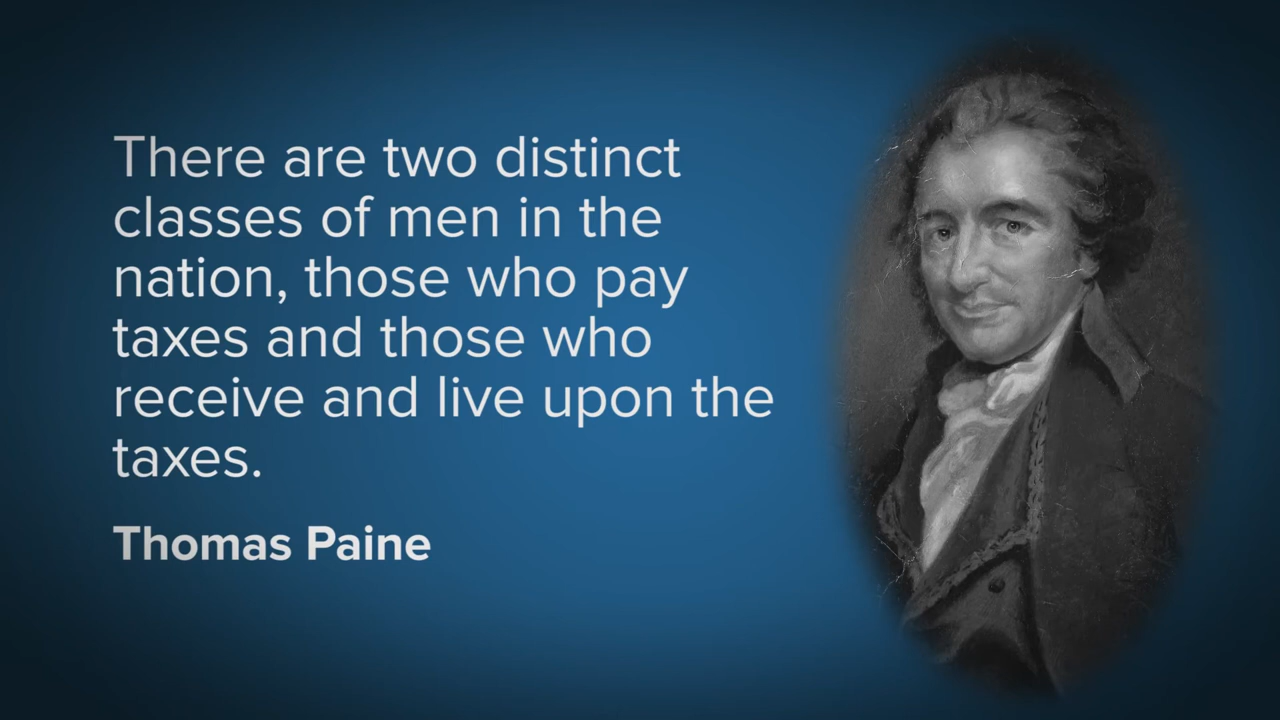 There are two distinct
classes of men in the
nation, those who pay
taxes and those who
receive and live upon the
taxes.
Thomas Paine